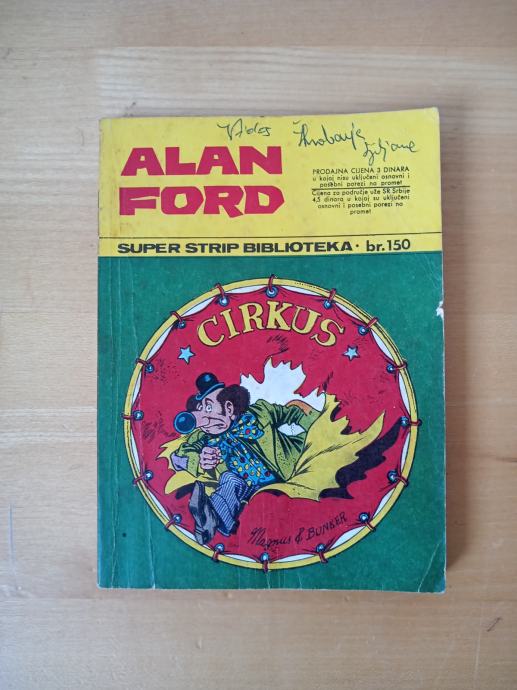 ALAN
FORD
PRODAJNA CIJENA 3 DINARA
u kojoj nisu uključeni osnovni i
posebni porezi na promet
Cijena za područje uže SR Srbije
4,5 dinara u kojoj su uključeni
osnovni i posebni porezi na
promet
SUPER STRIP BIBLIOTEKA · br. 150
CIRKUS
Magnus & BUNKER